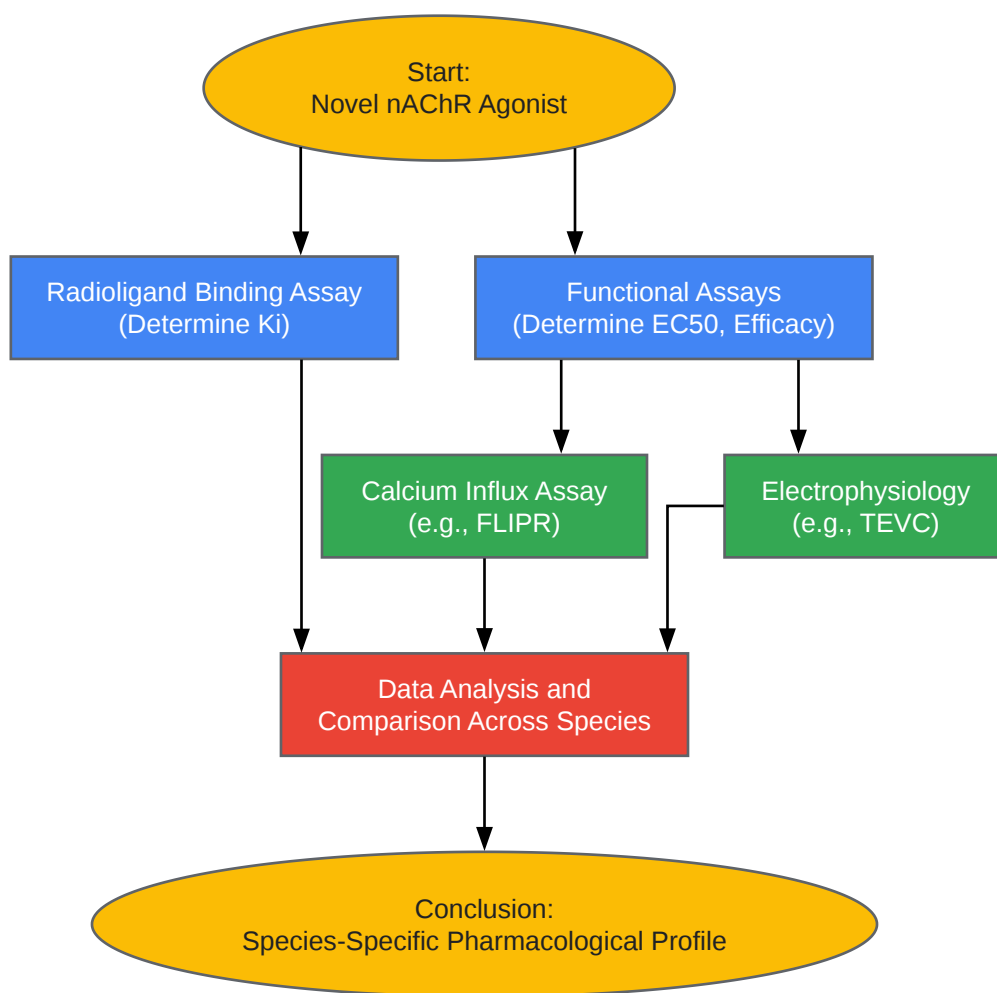 Start:
Novel nAChR Agonist
Radioligand Binding Assay
(Determine Ki)
Functional Assays
(Determine EC50, Efficacy)
Calcium Influx Assay
(e.g., FLIPR)
Electrophysiology
(e.g., TEVC)
Data Analysis and
Comparison Across Species
Conclusion:
Species-Specific Pharmacological Profile